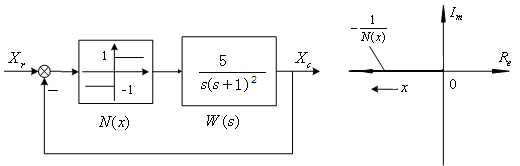 X_r
1
-1
N(x)
5
s(s+1)^2
W(s)
X_c
−
-1/N(x)
I_m
R_e
0
x